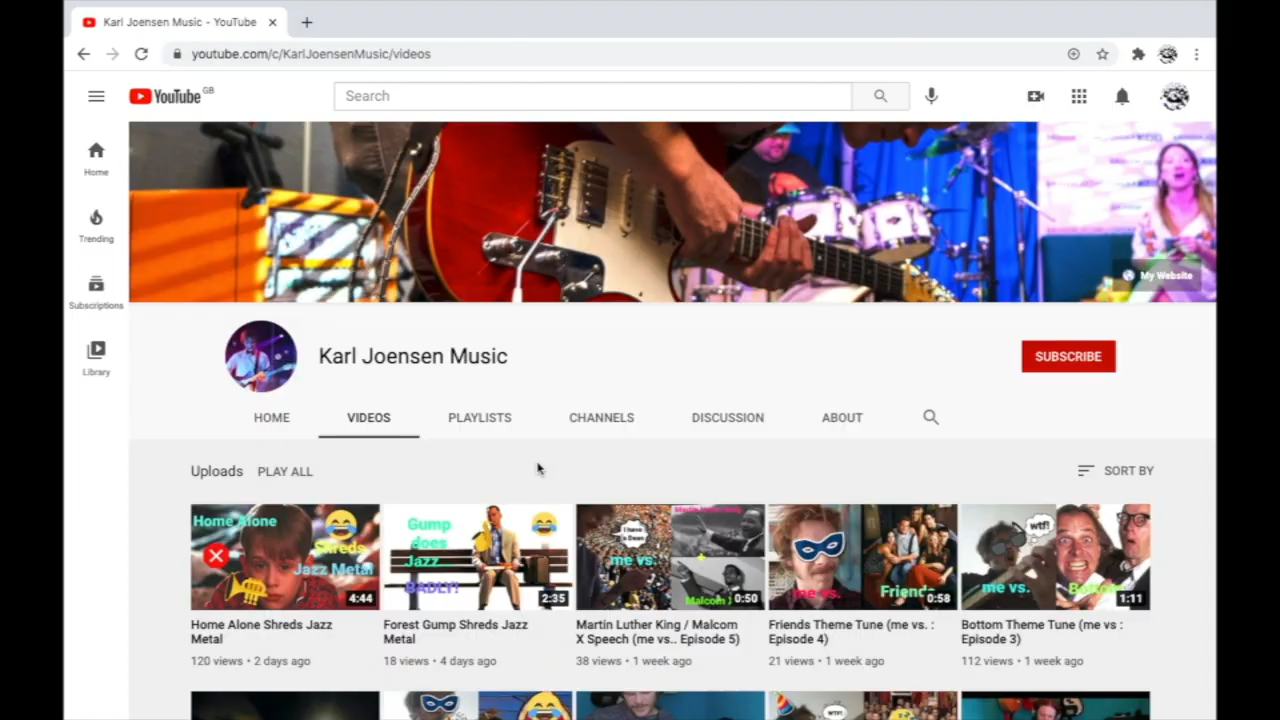 Karl Joensen Music - YouTube
youtube.com/c/KarlJoensenMusic/videos
YouTube GB
Search
Home
Trending
Subscriptions
Library
My Website
Karl Joensen Music
SUBSCRIBE
HOME VIDEOS PLAYLISTS CHANNELS DISCUSSION ABOUT
Uploads PLAY ALL SORT BY
Home Alone
Shreds
Jazz Metal
4:44
Gump
does
Jazz
BADLY!
2:35
Martin Luther King
I have
a Dream
me vs.
Malcom X
0:50
me vs.
Friends
0:58
wtf!
me vs.
Bottom
1:11
Home Alone Shreds Jazz
Metal
120 views • 2 days ago
Forest Gump Shreds Jazz
Metal
18 views • 4 days ago
Martin Luther King / Malcom
X Speech (me vs.. Episode 5)
38 views • 1 week ago
Friends Theme Tune (me vs. :
Episode 4)
21 views • 1 week ago
Bottom Theme Tune (me vs :
Episode 3)
112 views • 1 week ago